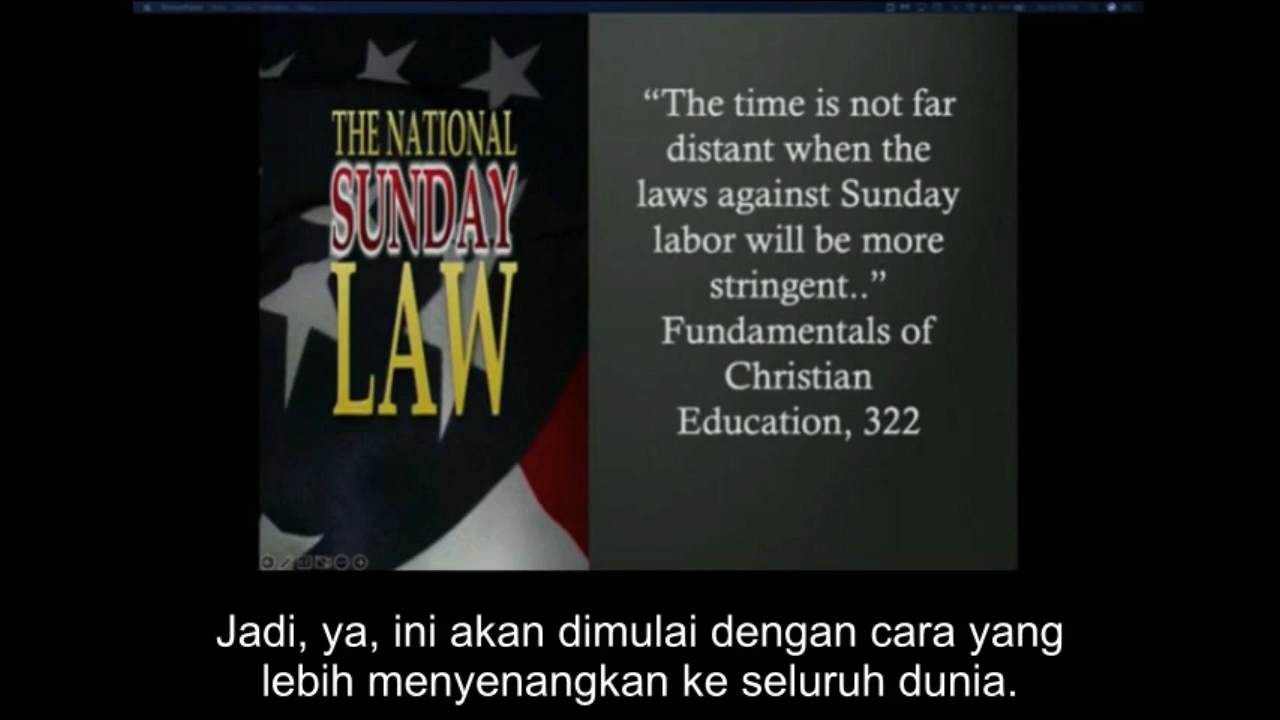 THE NATIONAL
SUNDAY
LAW
“The time is not far
distant when the
laws against Sunday
labor will be more
stringent..”
Fundamentals of
Christian
Education, 322
Jadi, ya, ini akan dimulai dengan cara yang
lebih menyenangkan ke seluruh dunia.